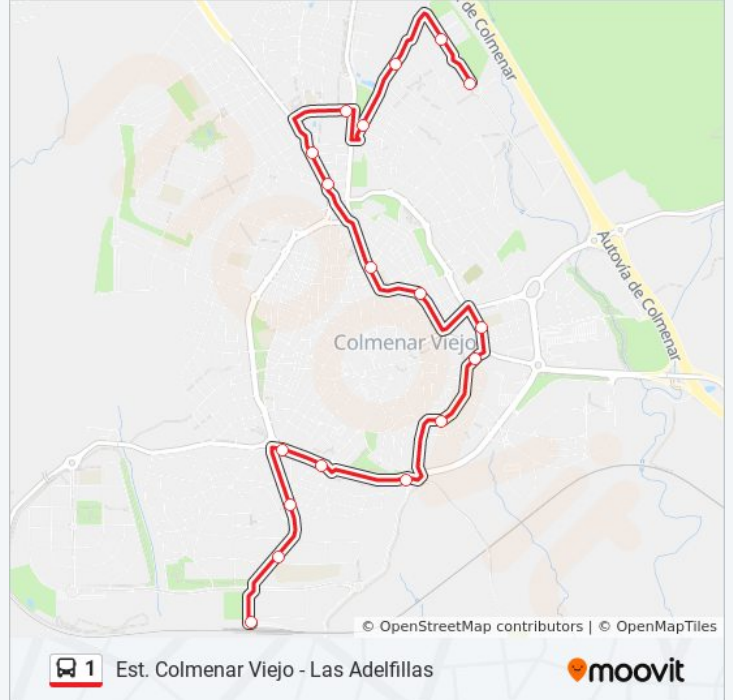 de Colmenar
Autovía de Colmenar
Colmenar Viejo
© OpenStreetMap contributors | © OpenMapTiles
1 Est. Colmenar Viejo - Las Adelfillas
moovit